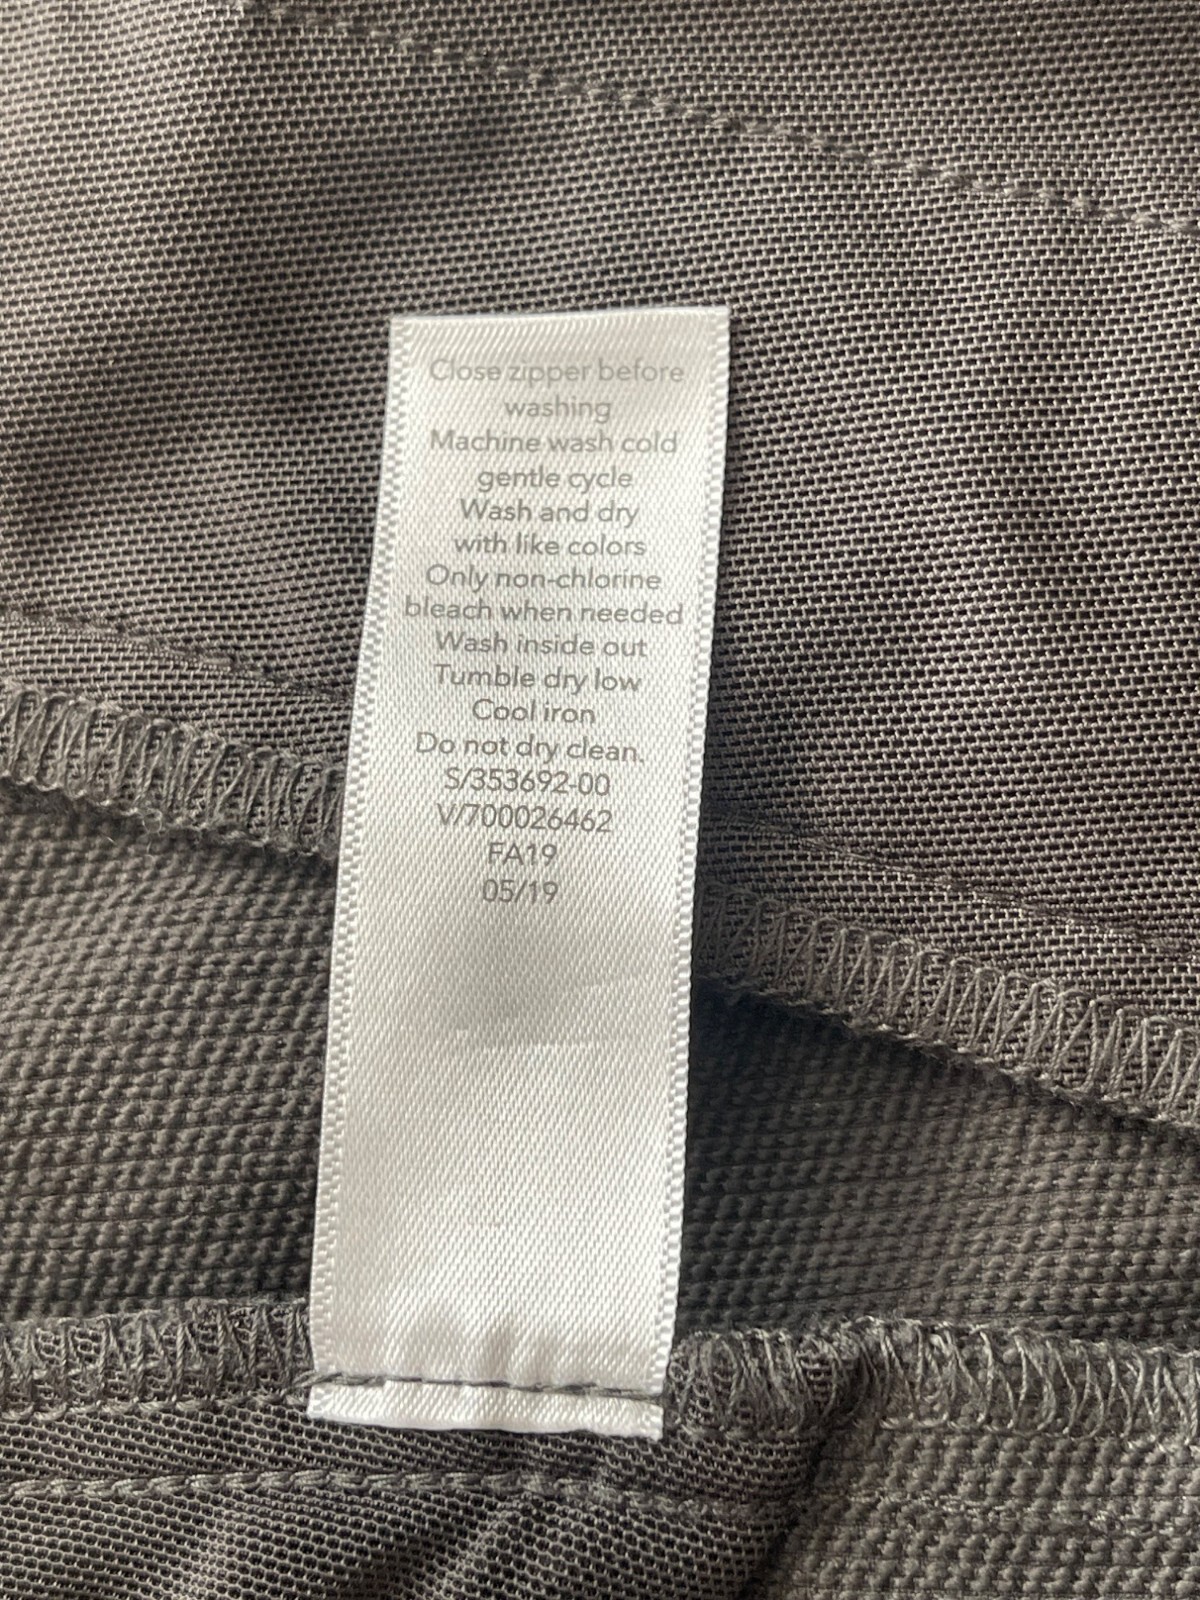 Close zipper before
washing
Machine wash cold
gentle cycle
Wash and dry
with like colors
Only non-chlorine
bleach when needed
Wash inside out
Tumble dry low
Cool iron
Do not dry clean.
S/353692-00
V/700026462
FA19
05/19